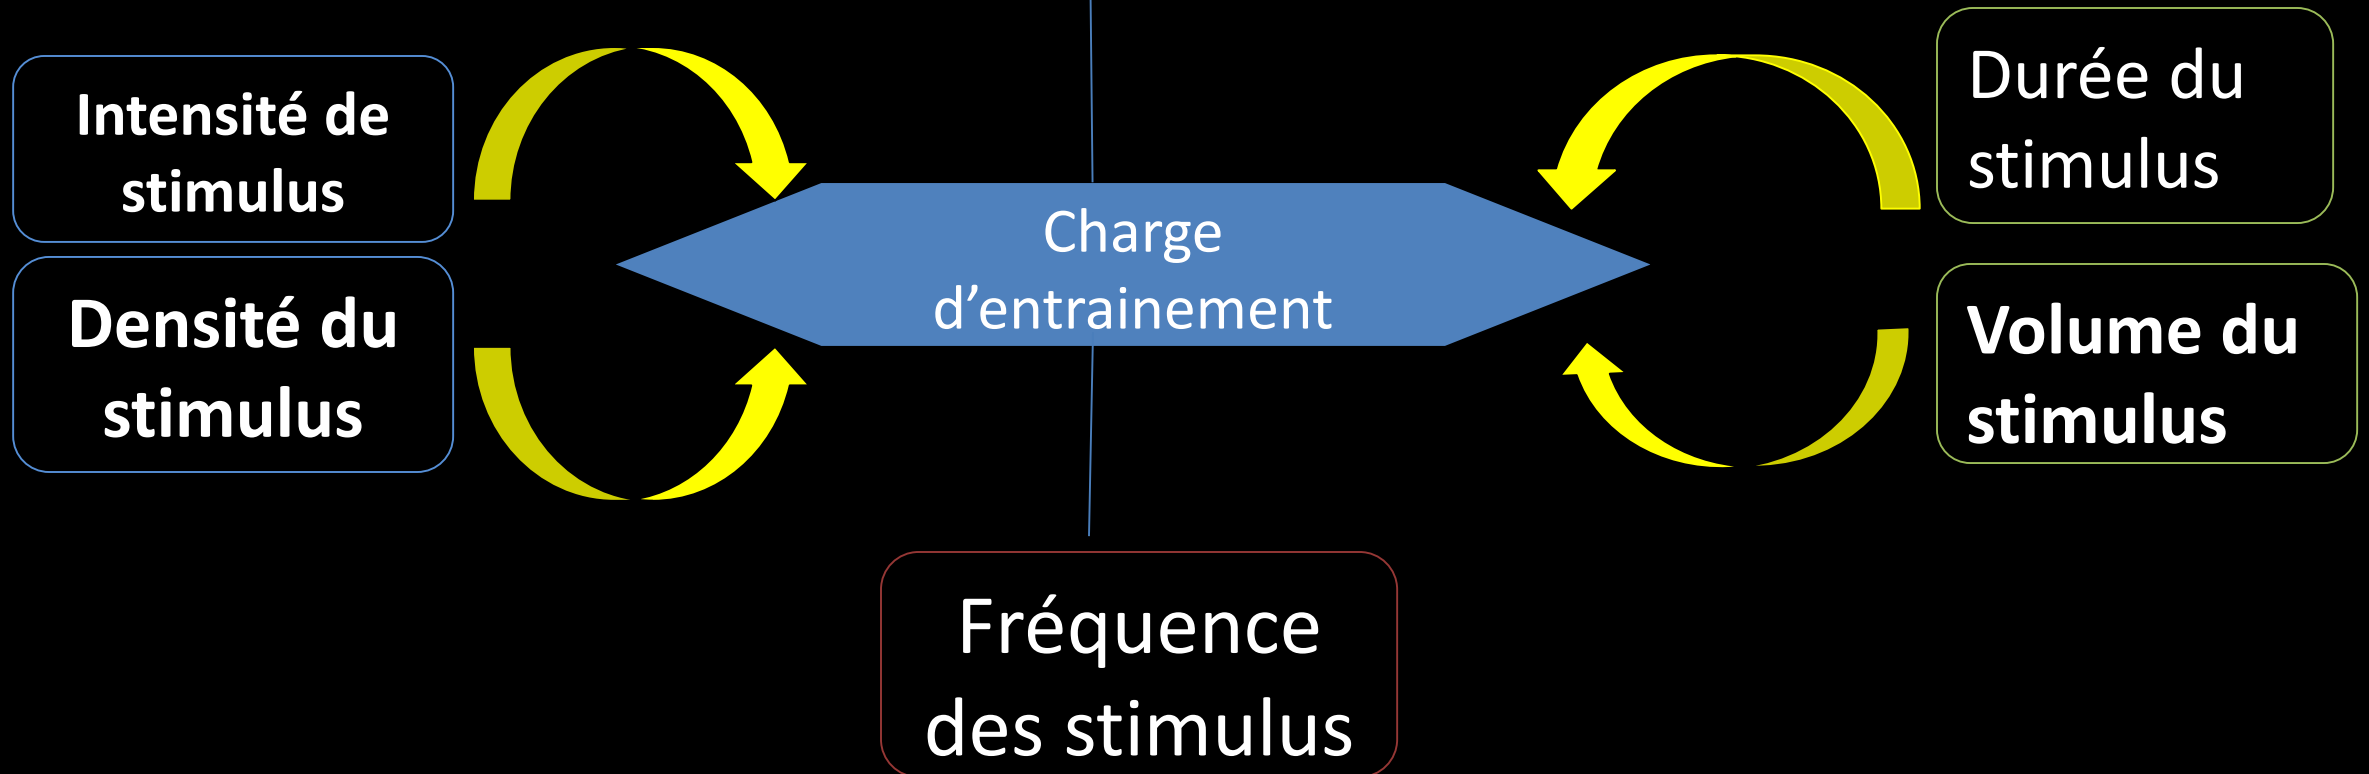 Intensité de
stimulus
Densité du
stimulus
Charge
d’entrainement
Durée du
stimulus
Volume du
stimulus
Fréquence
des stimulus